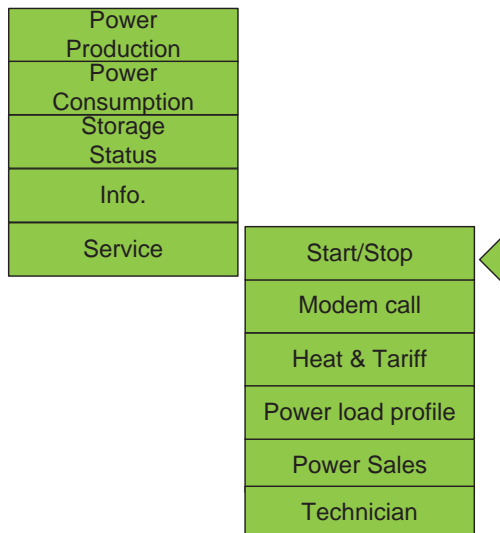 Power
Production
Power
Consumption
Storage
Status
Info.
Service
Start/Stop
Modem call
Heat & Tariff
Power load profile
Power Sales
Technician